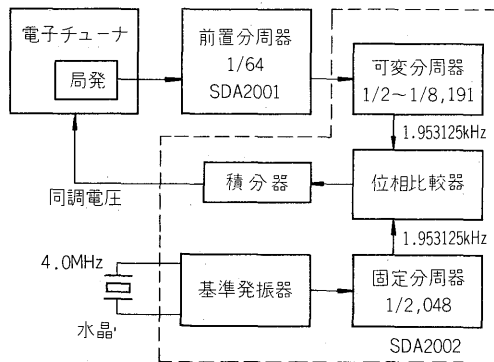 電子チューナ
局発
前置分周器
1/64
SDA2001
可変分周器
1/2~1/8,191
1.953125kHz
同調電圧
積分器
位相比較器
1.953125kHz
4.0MHz
水晶
基準発振器
固定分周器
1/2,048
SDA2002